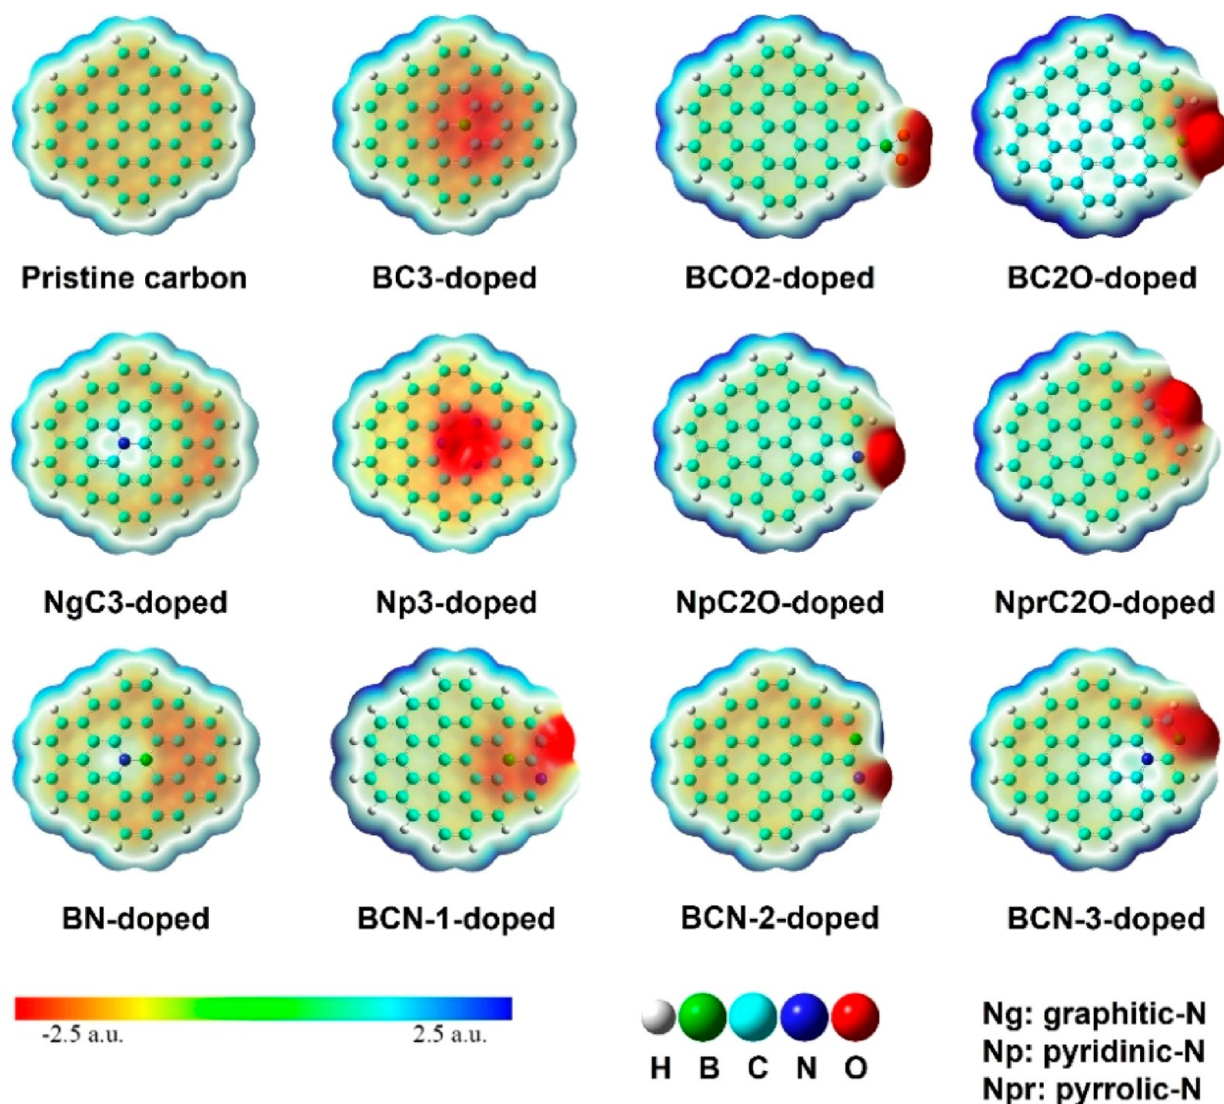 Pristine carbon
BC3-doped
BCO2-doped
BC2O-doped
NgC3-doped
Np3-doped
NpC2O-doped
NprC2O-doped
BN-doped
BCN-1-doped
BCN-2-doped
BCN-3-doped
-2.5 a.u.
2.5 a.u.
H B C N O
Ng: graphitic-N
Np: pyridinic-N
Npr: pyrrolic-N